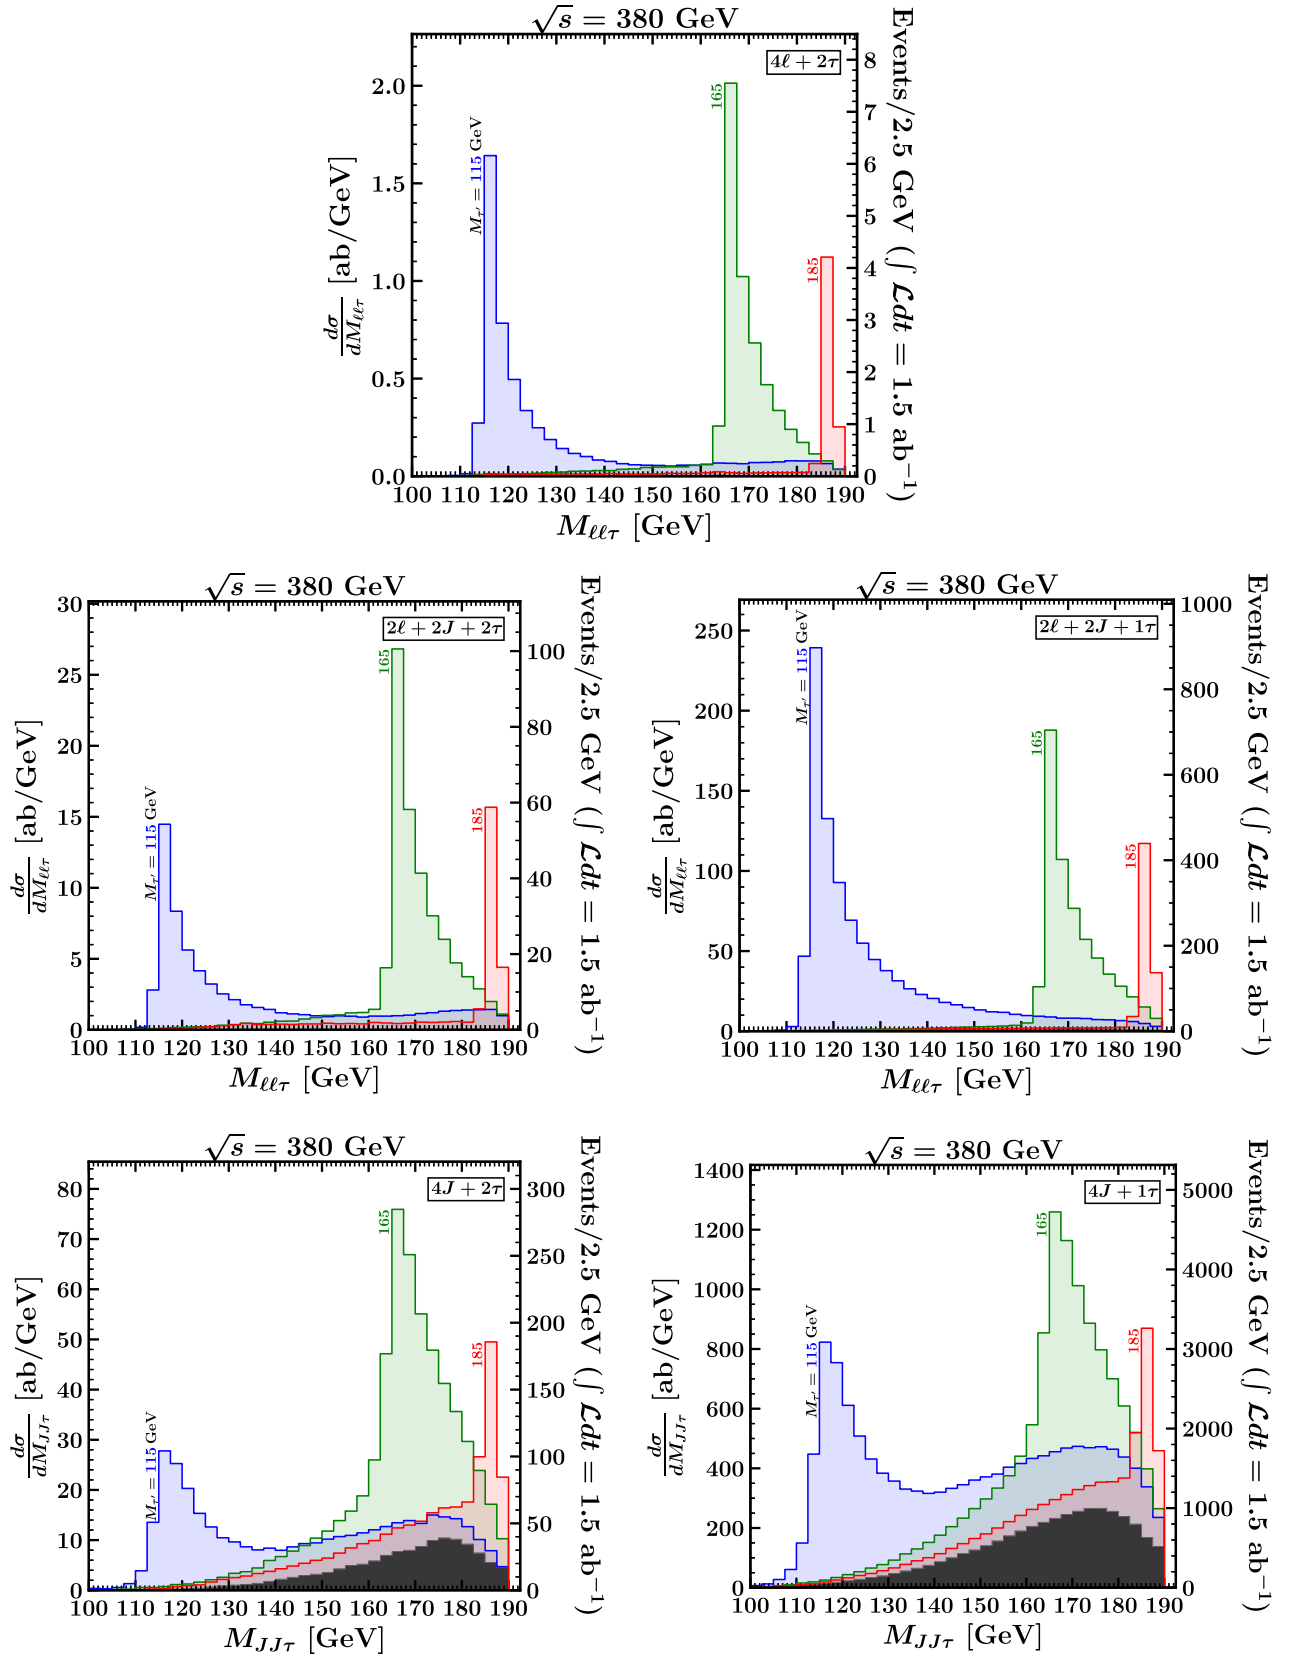 √s = 380 GeV
4ℓ + 2τ
dσ/dM_ℓℓτ [ab/GeV]
2.0
1.5
1.0
0.5
0.0
M_τ′ = 115 GeV
165
185
8
7
6
5
4
3
2
1
0
Events/2.5 GeV (∫ ℒdt = 1.5 ab⁻¹)
100 110 120 130 140 150 160 170 180 190
M_ℓℓτ [GeV]
√s = 380 GeV
2ℓ + 2J + 2τ
dσ/dM_ℓℓτ [ab/GeV]
30
25
20
15
10
5
0
M_τ′ = 115 GeV
165
185
100
80
60
40
20
0
Events/2.5 GeV (∫ ℒdt = 1.5 ab⁻¹)
100 110 120 130 140 150 160 170 180 190
M_ℓℓτ [GeV]
√s = 380 GeV
2ℓ + 2J + 1τ
dσ/dM_ℓℓτ [ab/GeV]
250
200
150
100
50
0
M_τ′ = 115 GeV
165
185
1000
800
600
400
200
0
Events/2.5 GeV (∫ ℒdt = 1.5 ab⁻¹)
100 110 120 130 140 150 160 170 180 190
M_ℓℓτ [GeV]
√s = 380 GeV
4J + 2τ
dσ/dM_JJτ [ab/GeV]
80
70
60
50
40
30
20
10
0
M_τ′ = 115 GeV
165
185
300
250
200
150
100
50
0
Events/2.5 GeV (∫ ℒdt = 1.5 ab⁻¹)
100 110 120 130 140 150 160 170 180 190
M_JJτ [GeV]
√s = 380 GeV
4J + 1τ
dσ/dM_JJτ [ab/GeV]
1400
1200
1000
800
600
400
200
0
M_τ′ = 115 GeV
165
185
5000
4000
3000
2000
1000
0
Events/2.5 GeV (∫ ℒdt = 1.5 ab⁻¹)
100 110 120 130 140 150 160 170 180 190
M_JJτ [GeV]